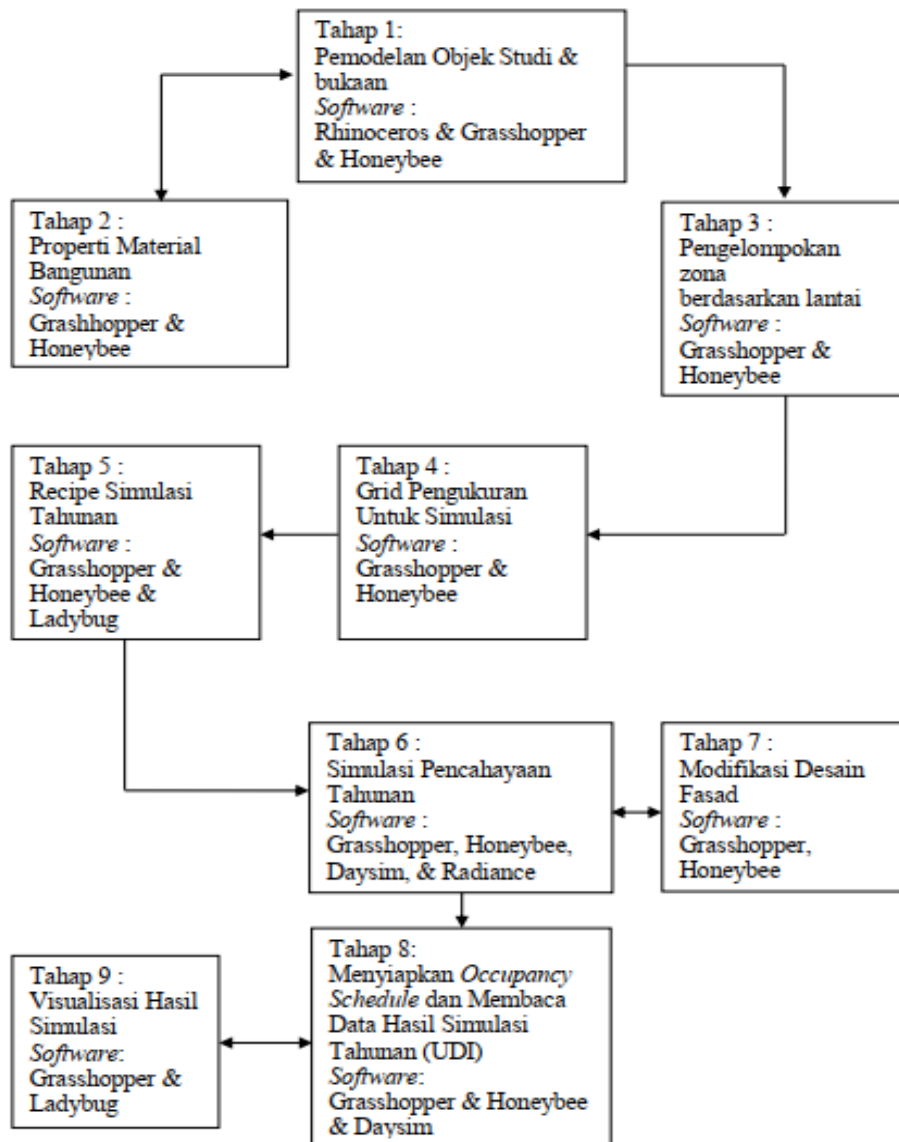 Tahap 1:
Pemodelan Objek Studi &
bukaan
Software :
Rhinoceros & Grasshopper
& Honeybee
Tahap 2 :
Properti Material
Bangunan
Software :
Grashhopper &
Honeybee
Tahap 3 :
Pengelompokan
zona
berdasarkan lantai
Software :
Grasshopper &
Honeybee
Tahap 4 :
Grid Pengukuran
Untuk Simulasi
Software :
Grasshopper &
Honeybee
Tahap 5 :
Recipe Simulasi
Tahunan
Software :
Grasshopper &
Honeybee &
Ladybug
Tahap 6 :
Simulasi Pencahayaan
Tahunan
Software :
Grasshopper, Honeybee,
Daysim, & Radiance
Tahap 7 :
Modifikasi Desain
Fasad
Software :
Grasshopper,
Honeybee
Tahap 8:
Menyiapkan Occupancy
Schedule dan Membaca
Data Hasil Simulasi
Tahunan (UDI)
Software:
Grasshopper & Honeybee
& Daysim
Tahap 9 :
Visualisasi Hasil
Simulasi
Software:
Grasshopper &
Ladybug